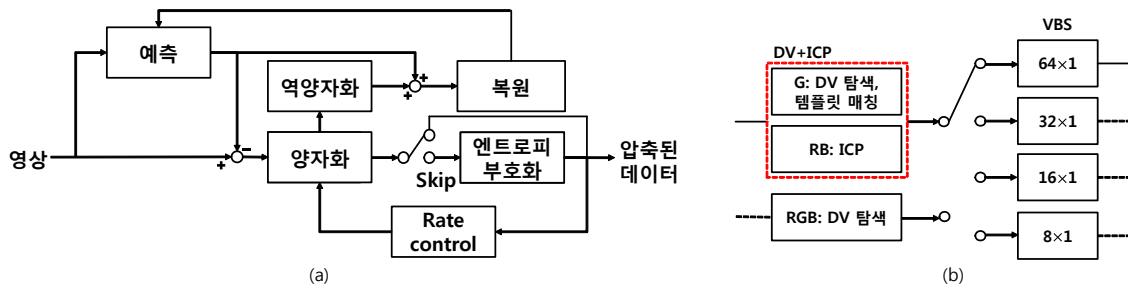 예측
역양자화
복원
영상
양자화
Skip
엔트로피
부호화
압축된
데이터
Rate
control
+
+
+
−
(a)
DV+ICP
G: DV 탐색,
템플릿 매칭
RB: ICP
RGB: DV 탐색
VBS
64×1
32×1
16×1
8×1
(b)